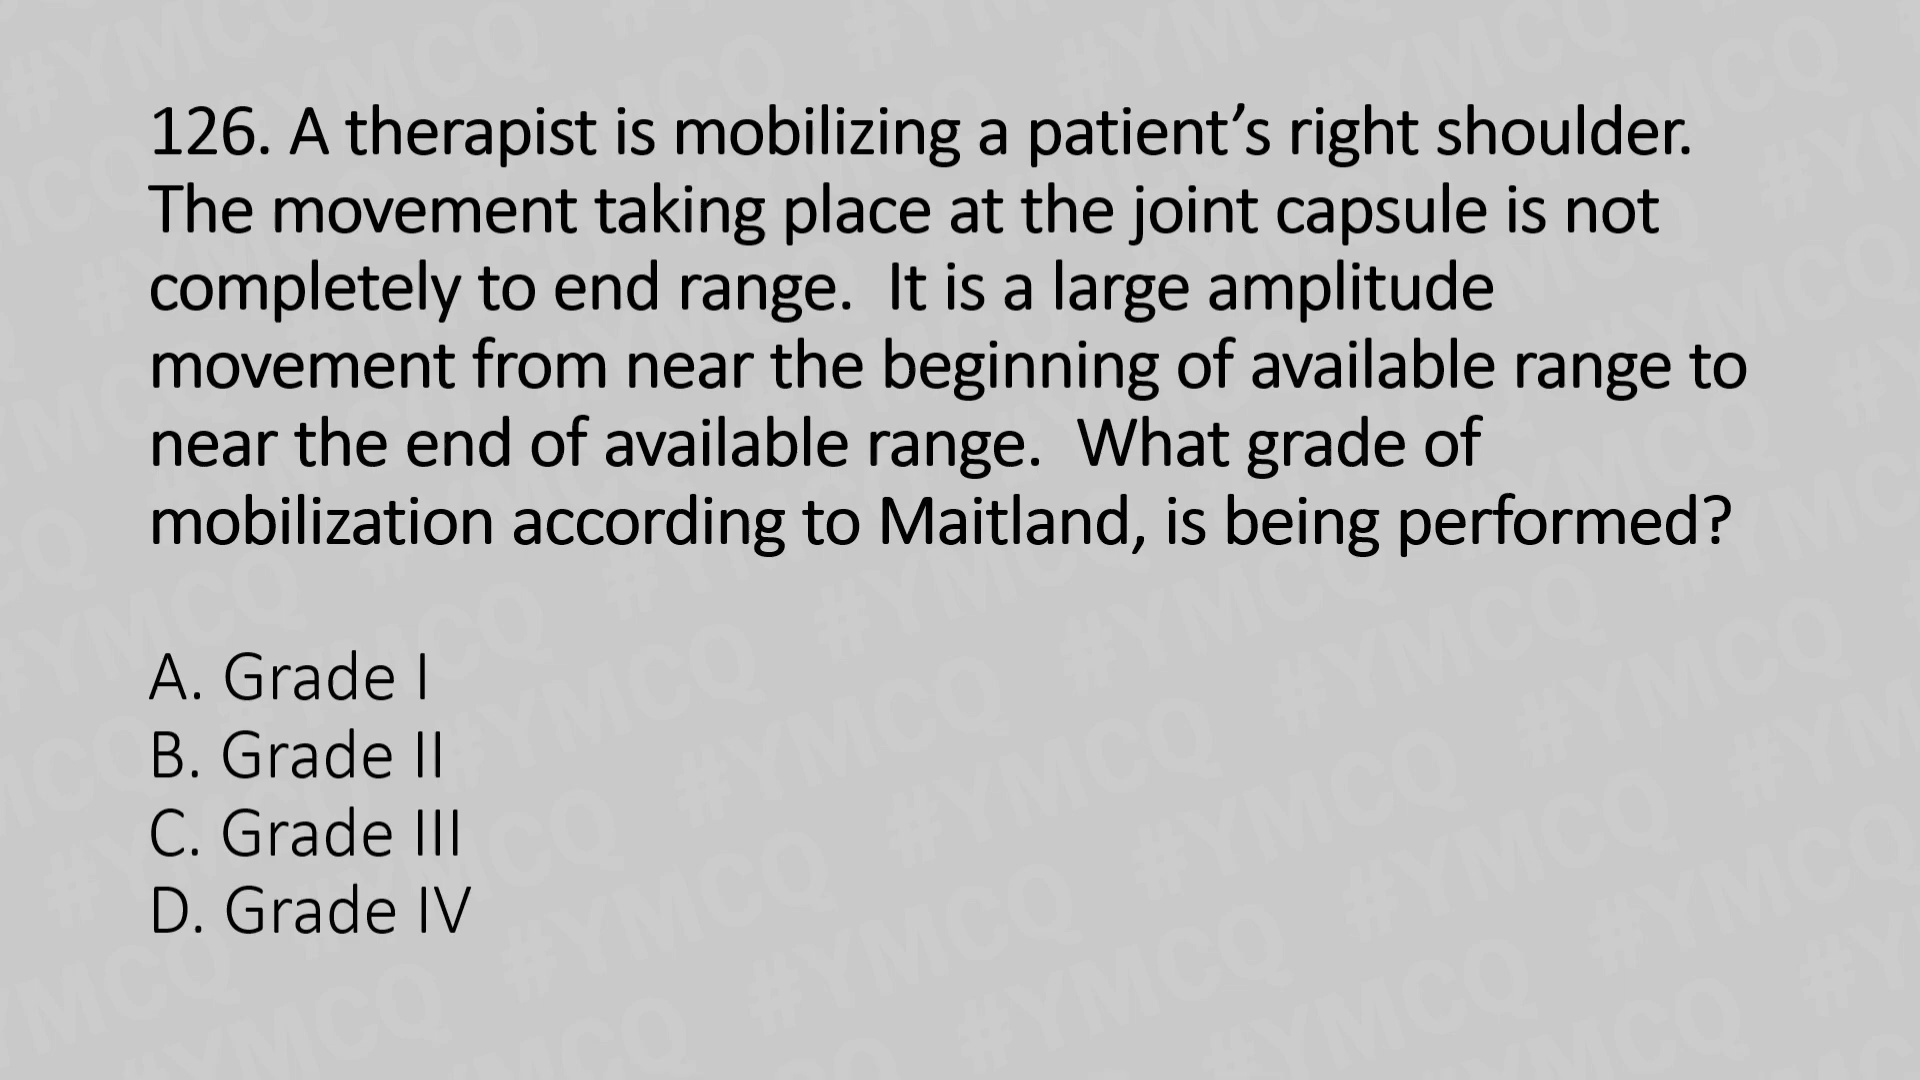 126. A therapist is mobilizing a patient’s right shoulder.
The movement taking place at the joint capsule is not
completely to end range.  It is a large amplitude
movement from near the beginning of available range to
near the end of available range.  What grade of
mobilization according to Maitland, is being performed?
A. Grade I
B. Grade II
C. Grade III
D. Grade IV
#YMCQ